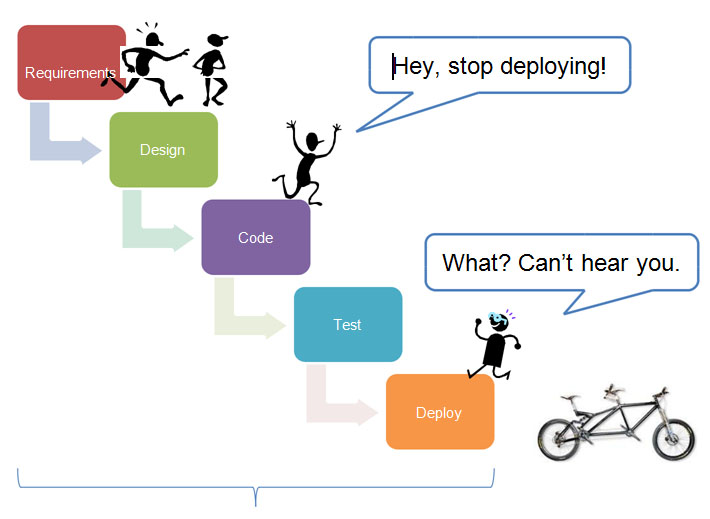 Requirements
Hey, stop deploying!
Design
Code
What? Can't hear you.
Test
Deploy